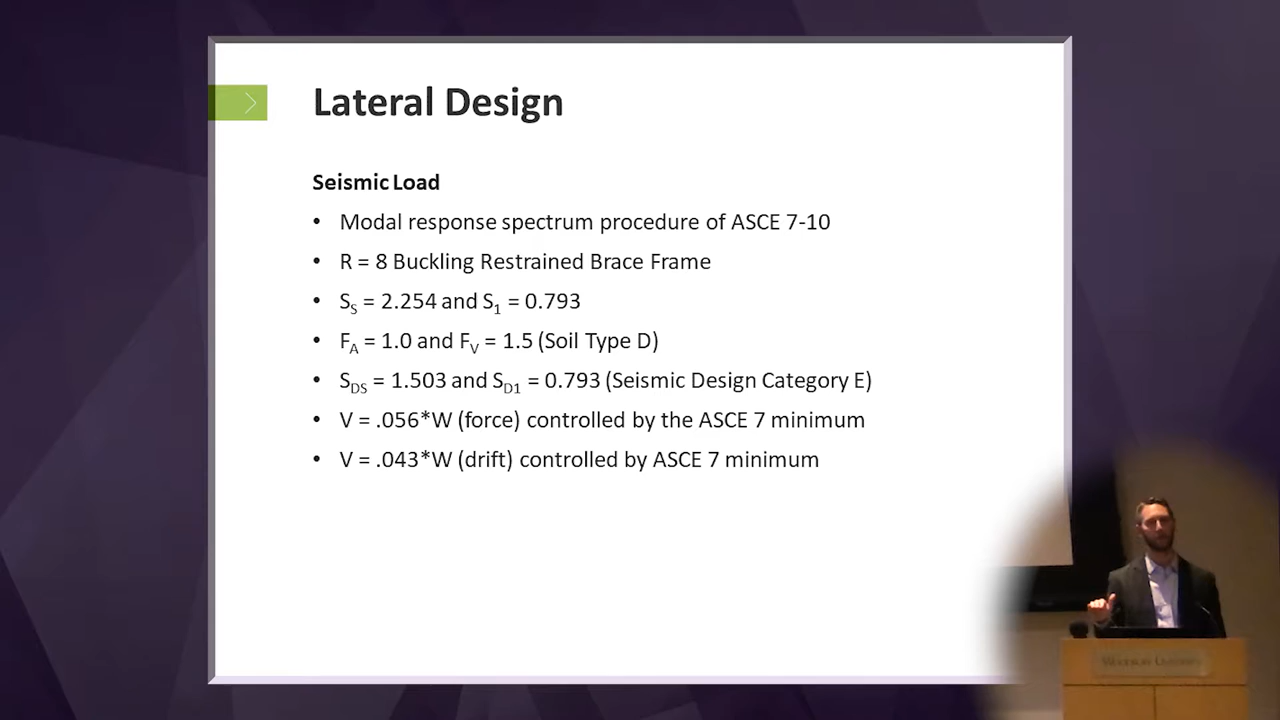 Lateral Design
Seismic Load
• Modal response spectrum procedure of ASCE 7-10
• R = 8 Buckling Restrained Brace Frame
• SS = 2.254 and S1 = 0.793
• FA = 1.0 and FV = 1.5 (Soil Type D)
• SDS = 1.503 and SD1 = 0.793 (Seismic Design Category E)
• V = .056*W (force) controlled by the ASCE 7 minimum
• V = .043*W (drift) controlled by ASCE 7 minimum